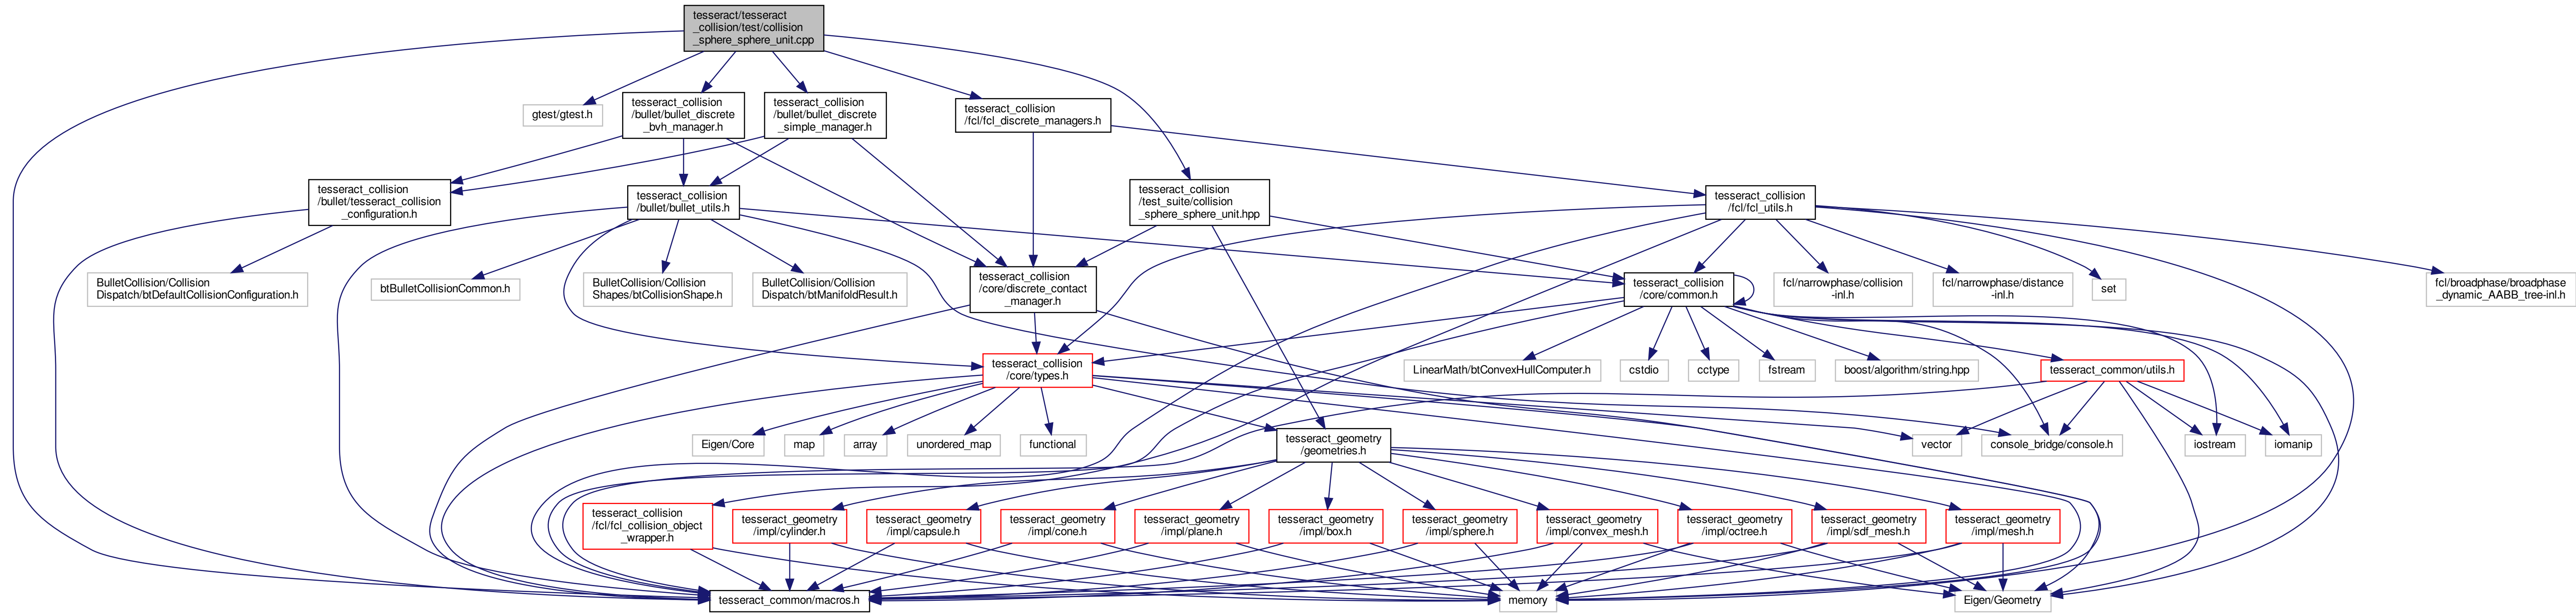 tesseract/tesseract
_collision/test/collision
_sphere_sphere_unit.cpp
gtest/gtest.h
tesseract_collision
/bullet/bullet_discrete
_bvh_manager.h
tesseract_collision
/bullet/bullet_discrete
_simple_manager.h
tesseract_collision
/fcl/fcl_discrete_managers.h
tesseract_collision
/bullet/tesseract_collision
_configuration.h
tesseract_collision
/bullet/bullet_utils.h
tesseract_collision
/test_suite/collision
_sphere_sphere_unit.hpp
tesseract_collision
/fcl/fcl_utils.h
BulletCollision/Collision
Dispatch/btDefaultCollisionConfiguration.h
btBulletCollisionCommon.h
BulletCollision/Collision
Shapes/btCollisionShape.h
BulletCollision/Collision
Dispatch/btManifoldResult.h
tesseract_collision
/core/discrete_contact
_manager.h
tesseract_collision
/core/common.h
fcl/narrowphase/collision
-inl.h
fcl/narrowphase/distance
-inl.h
set
fcl/broadphase/broadphase
_dynamic_AABB_tree-inl.h
tesseract_collision
/core/types.h
LinearMath/btConvexHullComputer.h
cstdio
cctype
fstream
boost/algorithm/string.hpp
tesseract_common/utils.h
Eigen/Core
map
array
unordered_map
functional
tesseract_geometry
/geometries.h
vector
console_bridge/console.h
iostream
iomanip
tesseract_collision
/fcl/fcl_collision_object
_wrapper.h
tesseract_geometry
/impl/cylinder.h
tesseract_geometry
/impl/capsule.h
tesseract_geometry
/impl/cone.h
tesseract_geometry
/impl/plane.h
tesseract_geometry
/impl/box.h
tesseract_geometry
/impl/sphere.h
tesseract_geometry
/impl/convex_mesh.h
tesseract_geometry
/impl/octree.h
tesseract_geometry
/impl/sdf_mesh.h
tesseract_geometry
/impl/mesh.h
tesseract_common/macros.h
memory
Eigen/Geometry